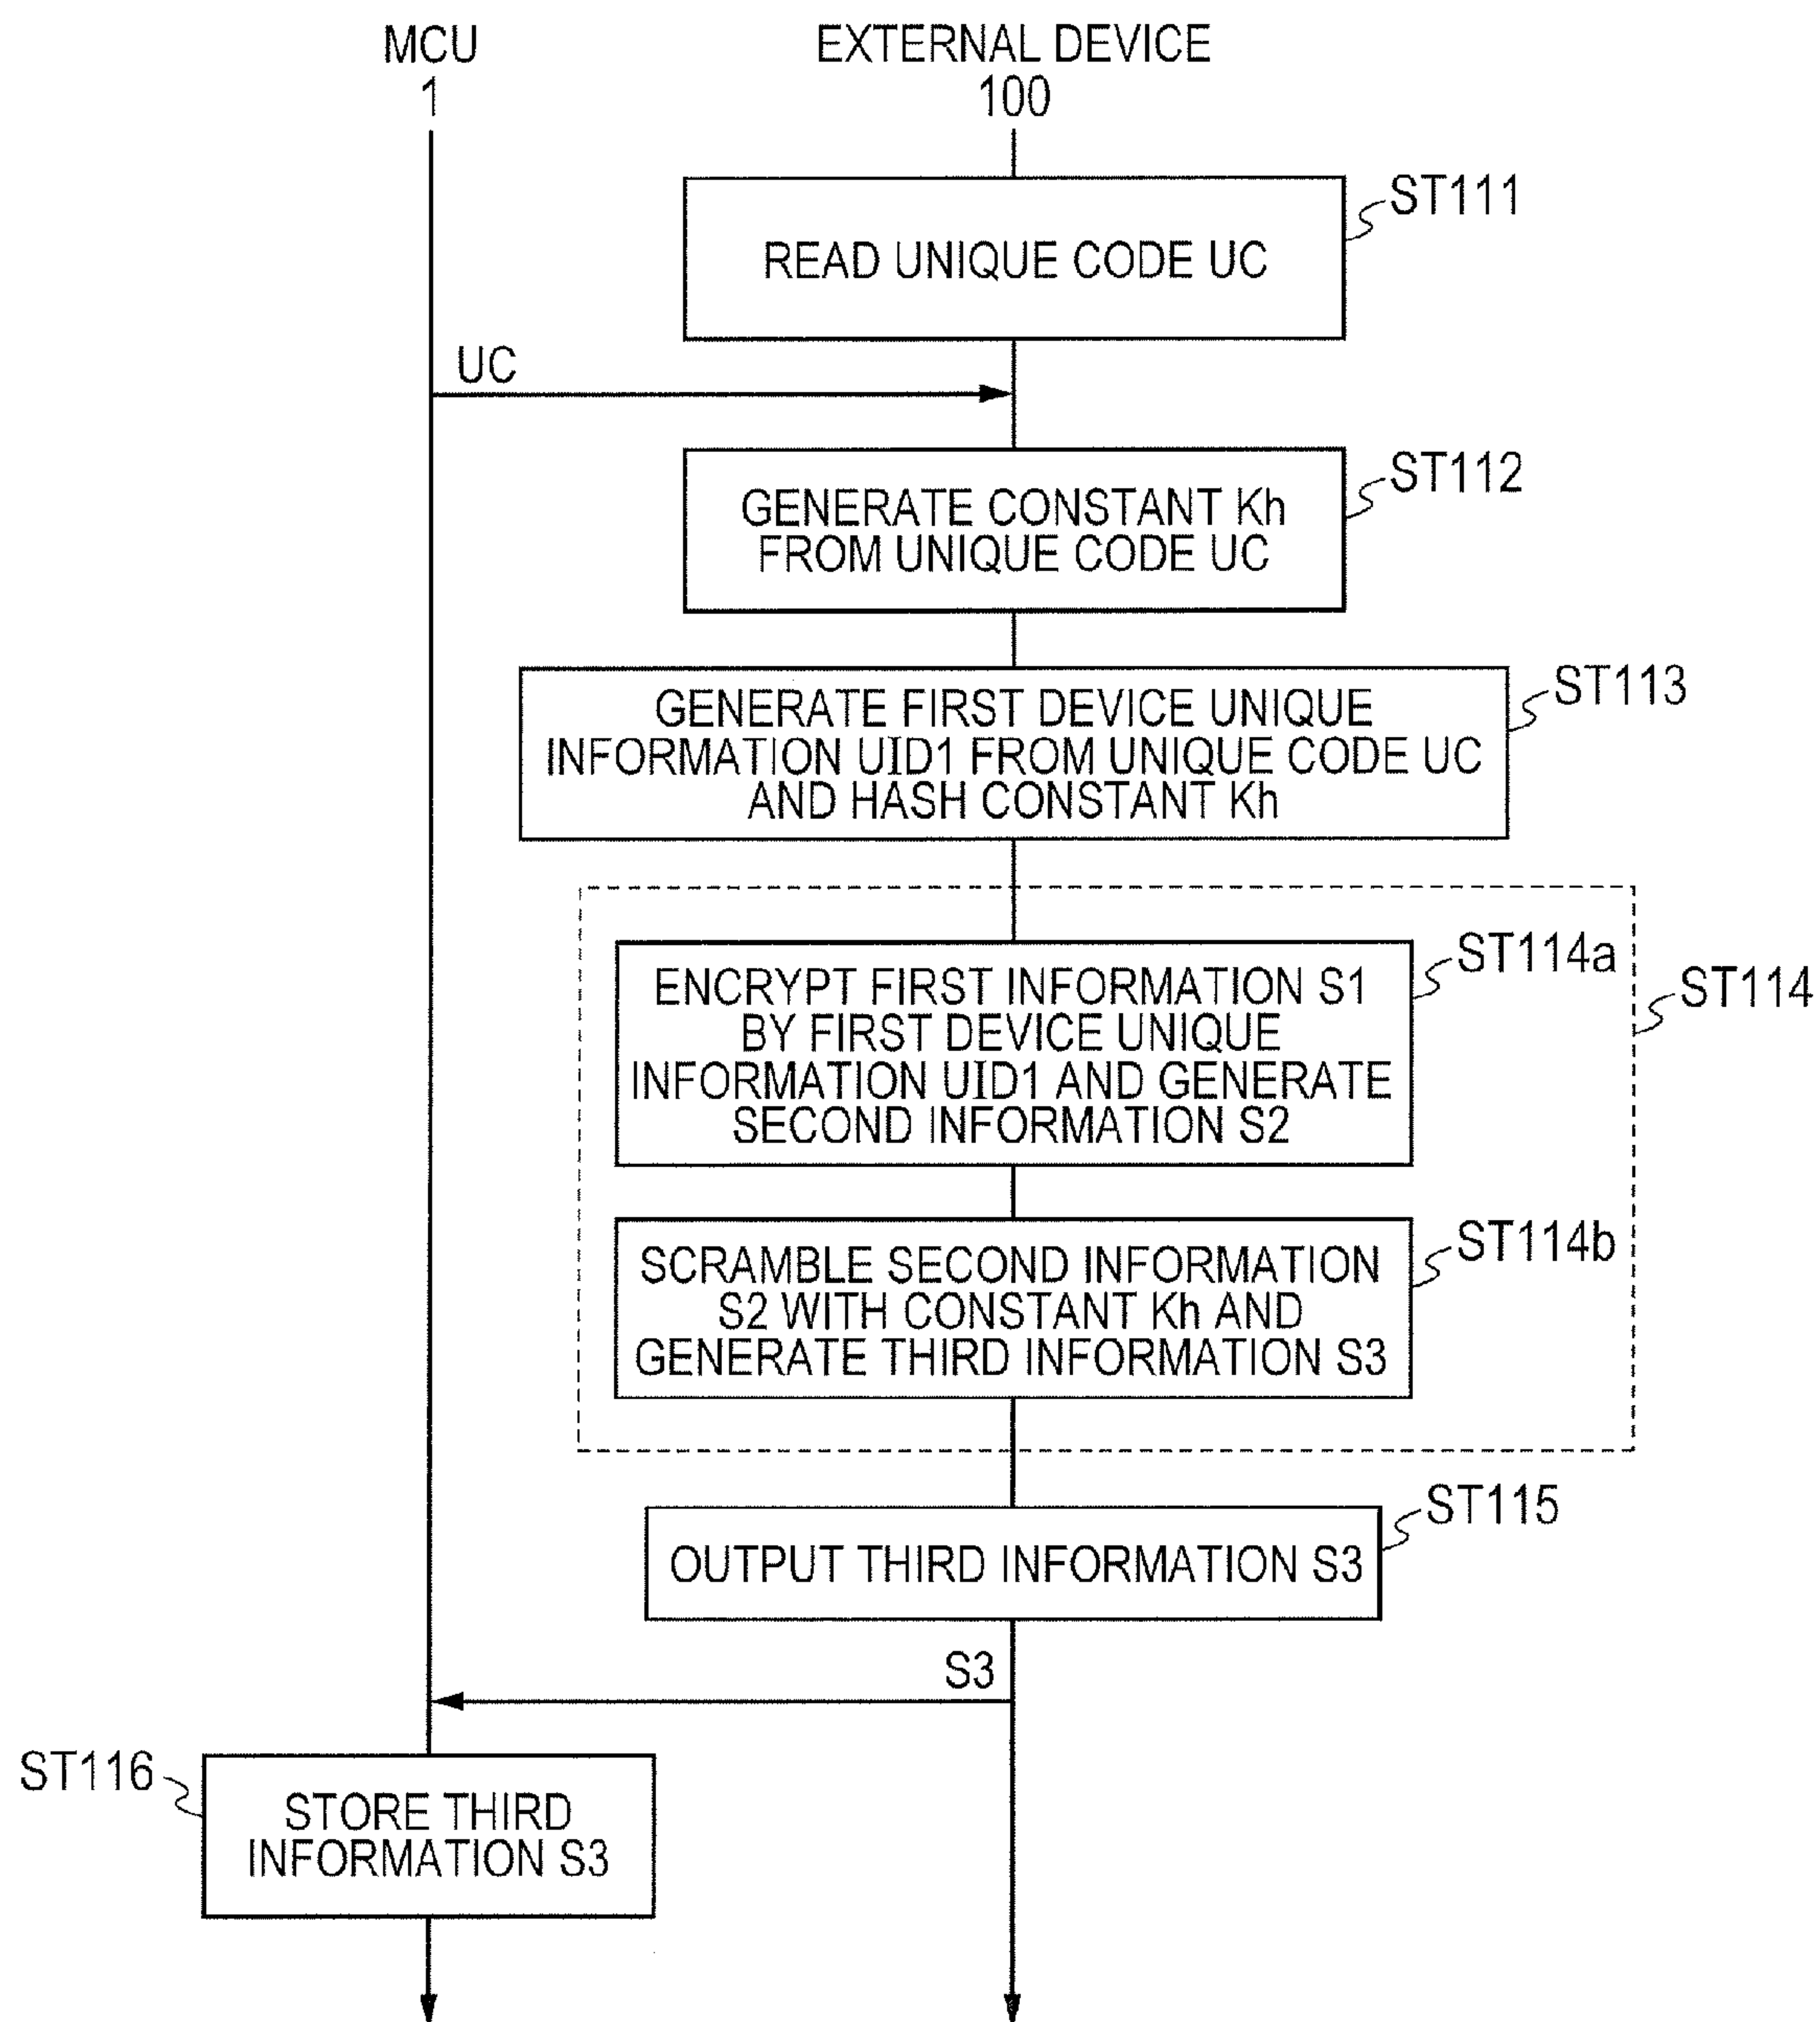 MCU
1
EXTERNAL DEVICE
100
ST111
READ UNIQUE CODE UC
UC
ST112
GENERATE CONSTANT Kh
FROM UNIQUE CODE UC
ST113
GENERATE FIRST DEVICE UNIQUE
INFORMATION UID1 FROM UNIQUE CODE UC
AND HASH CONSTANT Kh
ST114a
ENCRYPT FIRST INFORMATION S1
BY FIRST DEVICE UNIQUE
INFORMATION UID1 AND GENERATE
SECOND INFORMATION S2
ST114
ST114b
SCRAMBLE SECOND INFORMATION
S2 WITH CONSTANT Kh AND
GENERATE THIRD INFORMATION S3
ST115
OUTPUT THIRD INFORMATION S3
S3
ST116
STORE THIRD
INFORMATION S3